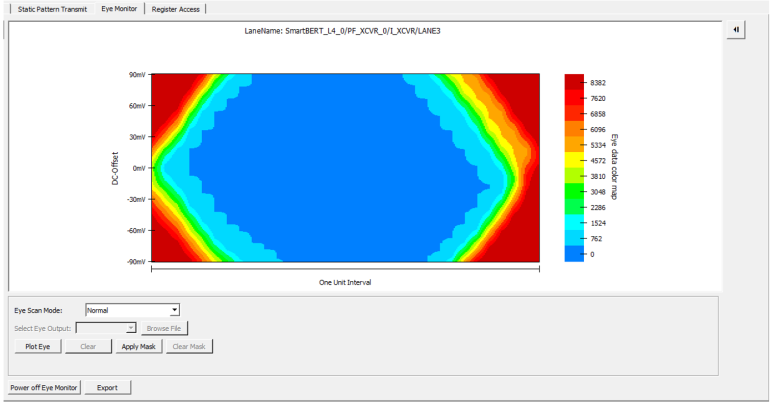 Static Pattern Transmit Eye Monitor Register Access
LaneName: SmartBERT_L4_0/PF_XCVR_0/I_XCVR/LANE3
90mV
60mV
30mV
0mV
-30mV
-60mV
-90mV
DC-Offset
One Unit Interval
8382
7620
6858
6096
5334
4572
3810
3048
2286
1524
762
0
Eye data color map
Eye Scan Mode: Normal
Select Eye Output: Browse File
Plot Eye Clear Apply Mask Clear Mask
Power off Eye Monitor Export